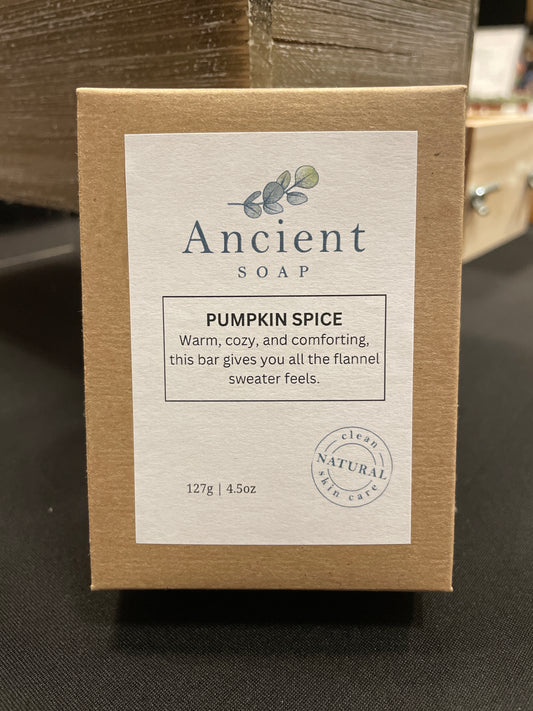 Ancient
SOAP
PUMPKIN SPICE
Warm, cozy, and comforting,
this bar gives you all the flannel
sweater feels.
clean
NATURAL
skin care
127g | 4.5oz